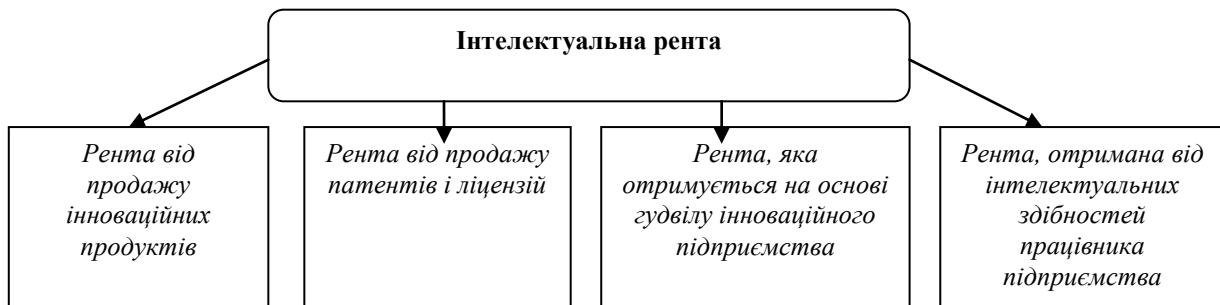 Інтелектуальна рента
Рента від
продажу
інноваційних
продуктів
Рента від продажу
патентів і ліцензій
Рента, яка
отримується на основі
гудвілу інноваційного
підприємства
Рента, отримана від
інтелектуальних
здібностей
працівника
підприємства